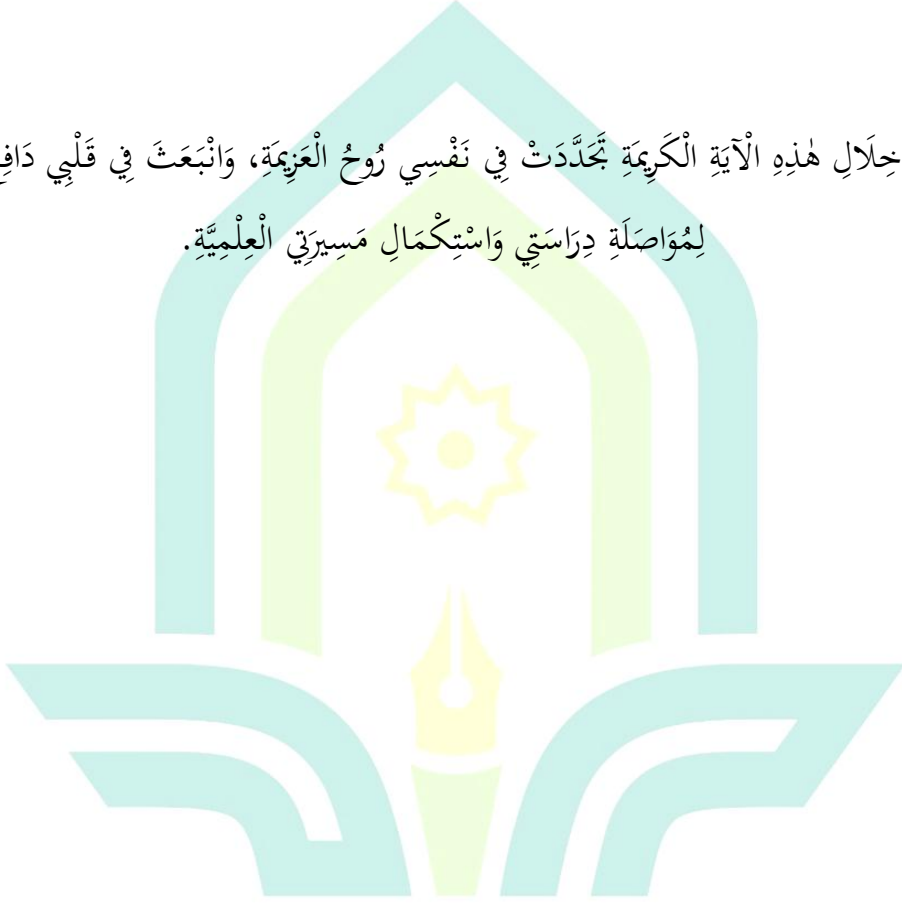 خِلَالِ هٰذِهِ الْآيَةِ الْكَرِيمَةِ تَجَدَّدَتْ فِي نَفْسِي رُوحُ الْعَزِيمَةِ، وَانْبَعَثَ فِي قَلْبِي
لِمُوَاصَلَةِ دِرَاسَتِي وَاسْتِكْمَالِ مَسِيرَتِي الْعِلْمِيَّةِ.